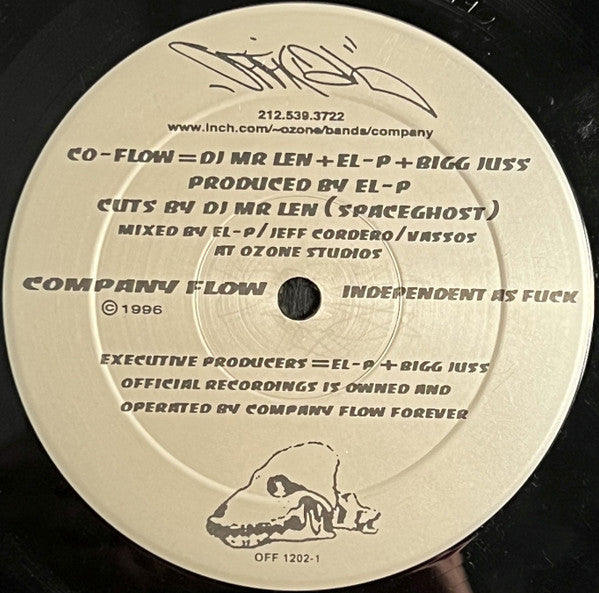 212.539.3722
www.inch.com/~ozone/bands/company
CO-FLOW=DJ MR LEN+EL-P+BIGG JUSS
PRODUCED BY EL-P
CUTS BY DJ MR LEN (SPACEGHOST)
MIXED BY EL-P/JEFF CORDERO/VASSOS
AT OZONE STUDIOS
COMPANY FLOW INDEPENDENT AS FUCK
©1996
EXECUTIVE PRODUCERS=EL-P+BIGG JUSS
OFFICIAL RECORDINGS IS OWNED AND
OPERATED BY COMPANY FLOW FOREVER
OFF 1202-1